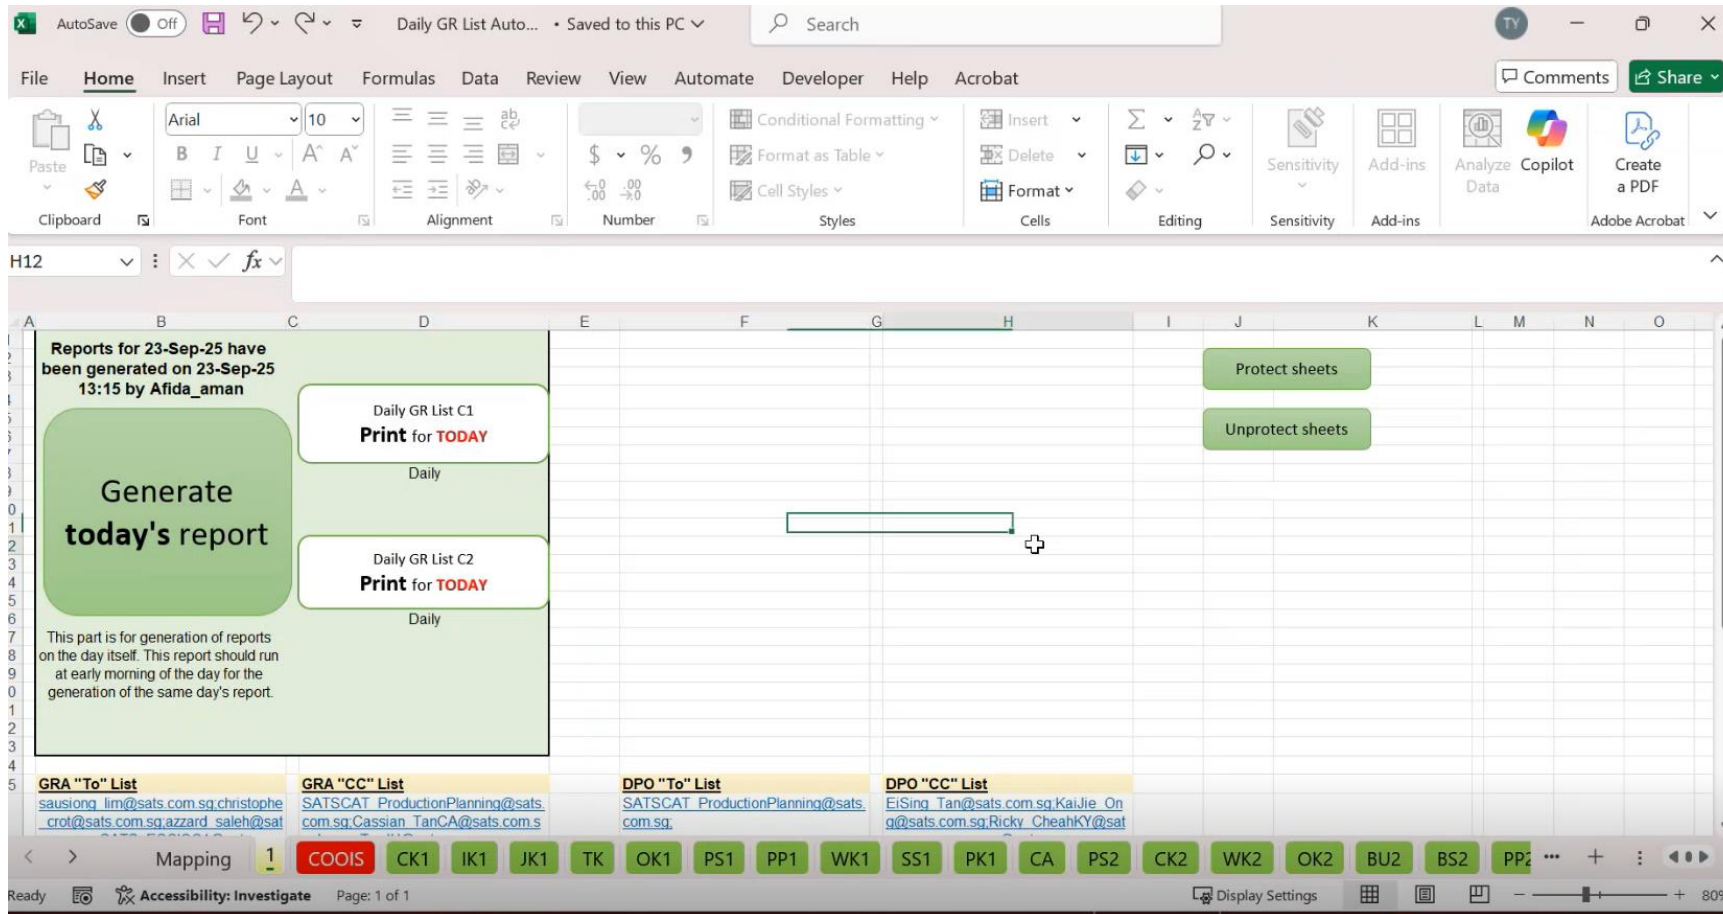 AutoSave Off Daily GR List Auto... • Saved to this PC Search TY
File Home Insert Page Layout Formulas Data Review View Automate Developer Help Acrobat Comments Share
Paste Arial 10 ab Conditional Formatting Insert Sensitivity Add-ins Analyze Data Copilot Create a PDF
B I U A A $ % Format as Table Delete
A .00 Cell Styles Format
Clipboard Font Alignment Number Styles Cells Editing Sensitivity Add-ins Adobe Acrobat
H12 fx
A B C D E F G H I J K L M N O
Reports for 23-Sep-25 have
been generated on 23-Sep-25
13:15 by Afida_aman
Generate
today's report
This part is for generation of reports
on the day itself. This report should run
at early morning of the day for the
generation of the same day's report.
Daily GR List C1
Print for TODAY
Daily
Daily GR List C2
Print for TODAY
Daily
Protect sheets
Unprotect sheets
GRA "To" List
sausiong_lim@sats.com.sg;christophe
_crot@sats.com.sg;azzard_saleh@sat
GRA "CC" List
SATSCAT_ProductionPlanning@sats.
com.sg;Cassian_TanCA@sats.com.s
DPO "To" List
SATSCAT_ProductionPlanning@sats.
com.sg;
DPO "CC" List
EiSing_Tan@sats.com.sg;KaiJie_On
g@sats.com.sg;Ricky_CheahKY@sat
Mapping 1 COOIS CK1 IK1 JK1 TK OK1 PS1 PP1 WK1 SS1 PK1 CA PS2 CK2 WK2 OK2 BU2 BS2 PP2 ...
Ready Accessibility: Investigate Page: 1 of 1 Display Settings 80%